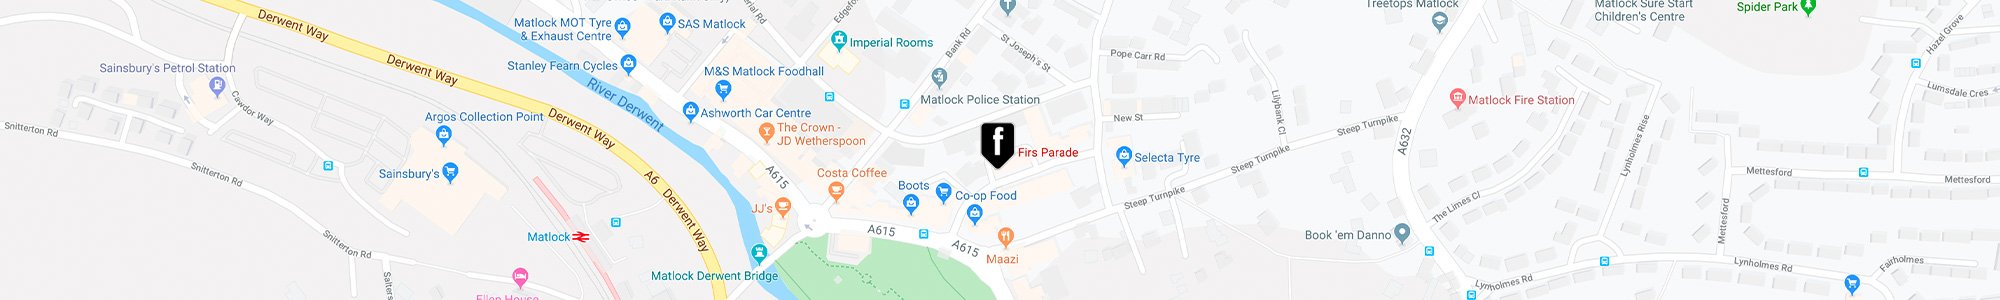 Derwent Way
Matlock MOT Tyre
& Exhaust Centre
SAS Matlock
Imperial Rooms
Bank Rd
St Joseph's St
Pope Carr Rd
Treetops Matlock
Matlock Sure Start
Children's Centre
Spider Park
Hazel Grove
Sainsbury's Petrol Station
Derwent Way
Stanley Fearn Cycles
M&S Matlock Foodhall
Matlock Police Station
Lilybank Cl
Matlock Fire Station
Lumsdale Cres
Cawdor Way
River Derwent
Ashworth Car Centre
New St
Steep Turnpike
A632
Lynholmes Rise
Snitterton Rd
Argos Collection Point
Derwent Way
The Crown -
JD Wetherspoon
f
Firs Parade
Selecta Tyre
Steep Turnpike
Snitterton Rd
Sainsbury's
A6
Derwent Way
A615
Costa Coffee
Boots
Co-op Food
Steep Turnpike
Mettesford
Mettesford
Mettesford
The Limes Cl
Snitterton Rd
Matlock
JJ's
A615
A615
Maazi
Book 'em Danno
Matlock Derwent Bridge
Lynholmes Rd
Lynholmes Rd
Fairholmes
Salters
Ellen House